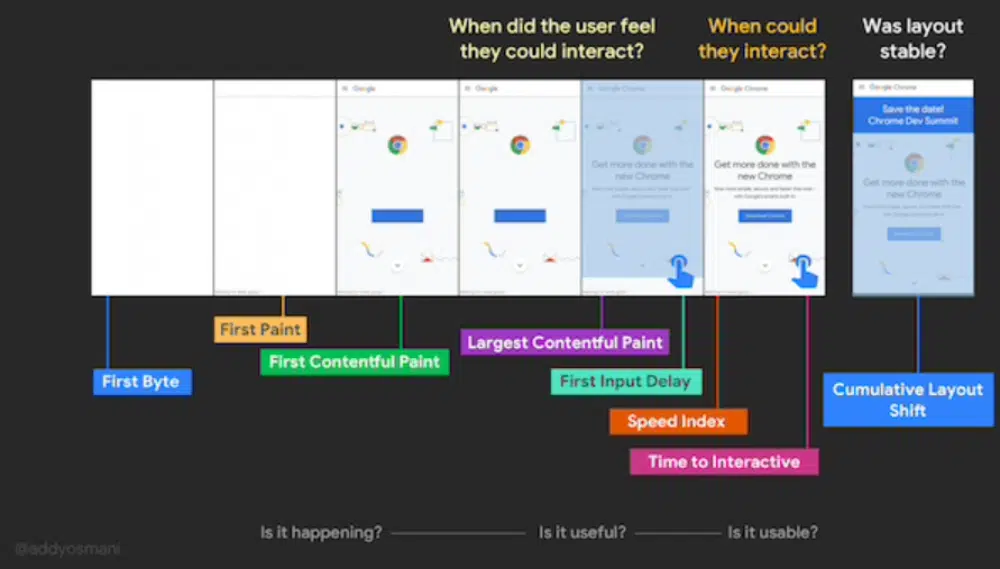 When did the user feel
they could interact?
When could
they interact?
Was layout
stable?
Google
Google
Google Chrome
Google Chrome
Google Chrome
Save the date!
Chrome Dev Summit
Get more done with the
new Chrome
Get more done with the
new Chrome
Get more done with the
new Chrome
First Paint
First Contentful Paint
First Byte
Largest Contentful Paint
First Input Delay
Speed Index
Time to Interactive
Cumulative Layout
Shift
Is it happening?
Is it useful?
Is it usable?
@addyosmani